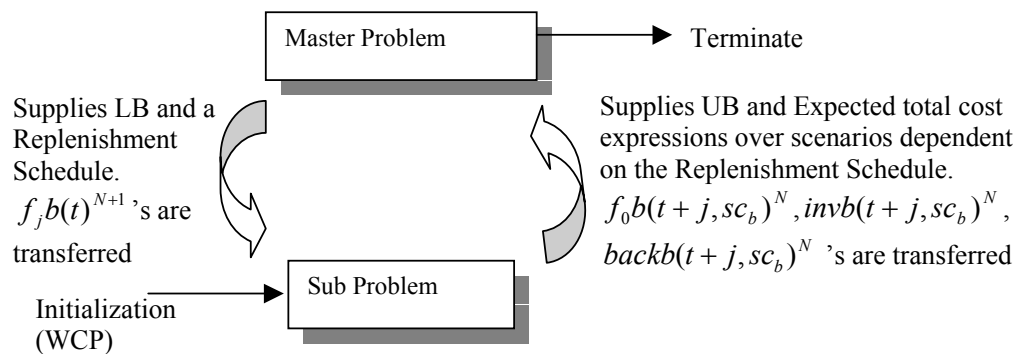 Master Problem
Terminate
Supplies LB and a
Replenishment
Schedule.
$f_j b(t)^{N+1}$ 's are
transferred
Supplies UB and Expected total cost
expressions over scenarios dependent
on the Replenishment Schedule.
$f_0 b(t+j, sc_b)^N, invb(t+j, sc_b)^N,$
$backb(t+j, sc_b)^N$ 's are transferred
Sub Problem
Initialization
(WCP)